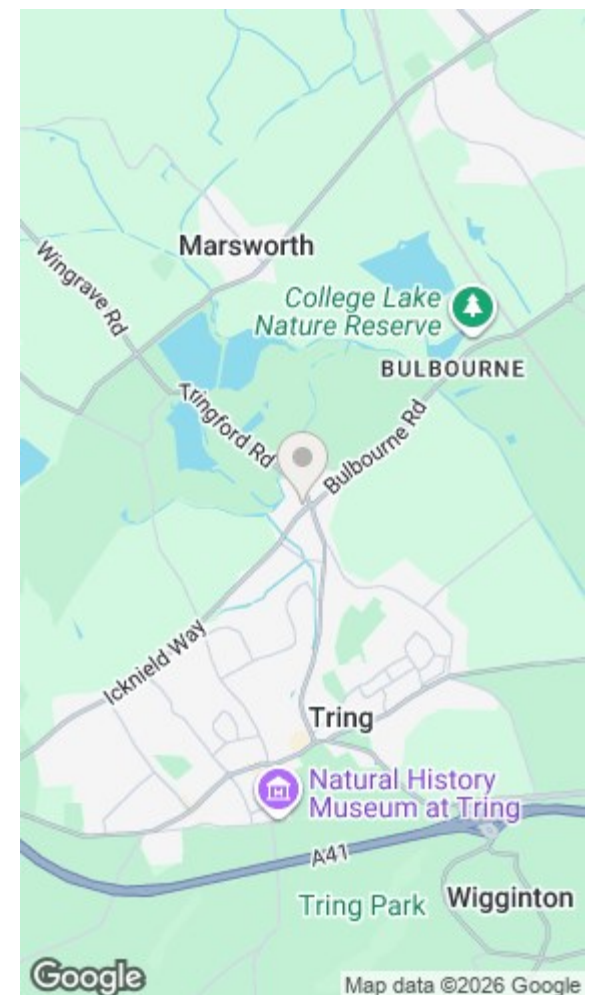 Marsworth
Wingrave Rd
College Lake
Nature Reserve
BULBOURNE
Tringford Rd
Bulbourne Rd
Icknield Way
Tring
Natural History
Museum at Tring
A41
Tring Park
Wigginton
Google
Map data ©2026 Google